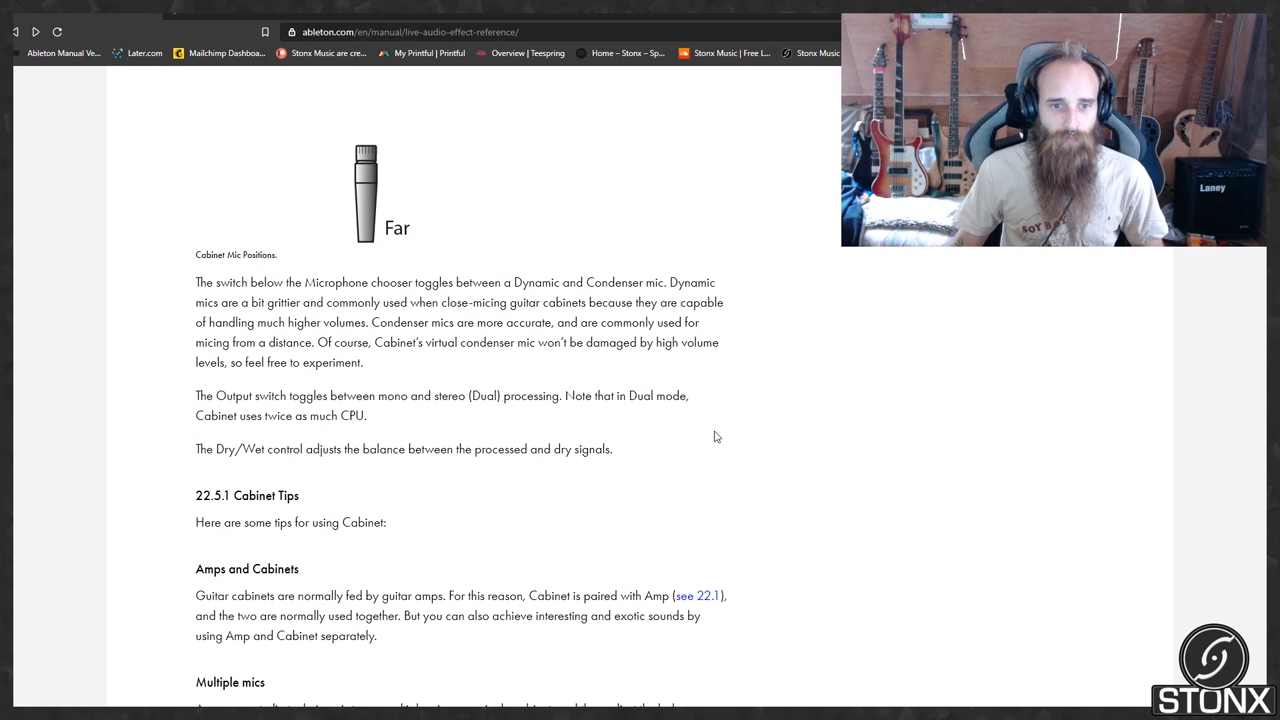 ableton.com/en/manual/live-audio-effect-reference/
Ableton Manual Ve... Later.com Mailchimp Dashboa... Stonx Music are cre... My Printful | Printful Overview | Teespring Home – Stonx – Sp... Stonx Music | Free L... Stonx Music
Laney
SOY BOY
Far
Cabinet Mic Positions.
The switch below the Microphone chooser toggles between a Dynamic and Condenser mic. Dynamic
mics are a bit grittier and commonly used when close-micing guitar cabinets because they are capable
of handling much higher volumes. Condenser mics are more accurate, and are commonly used for
micing from a distance. Of course, Cabinet's virtual condenser mic won't be damaged by high volume
levels, so feel free to experiment.
The Output switch toggles between mono and stereo (Dual) processing. Note that in Dual mode,
Cabinet uses twice as much CPU.
The Dry/Wet control adjusts the balance between the processed and dry signals.
22.5.1 Cabinet Tips
Here are some tips for using Cabinet:
Amps and Cabinets
Guitar cabinets are normally fed by guitar amps. For this reason, Cabinet is paired with Amp (see 22.1),
and the two are normally used together. But you can also achieve interesting and exotic sounds by
using Amp and Cabinet separately.
Multiple mics
STONX